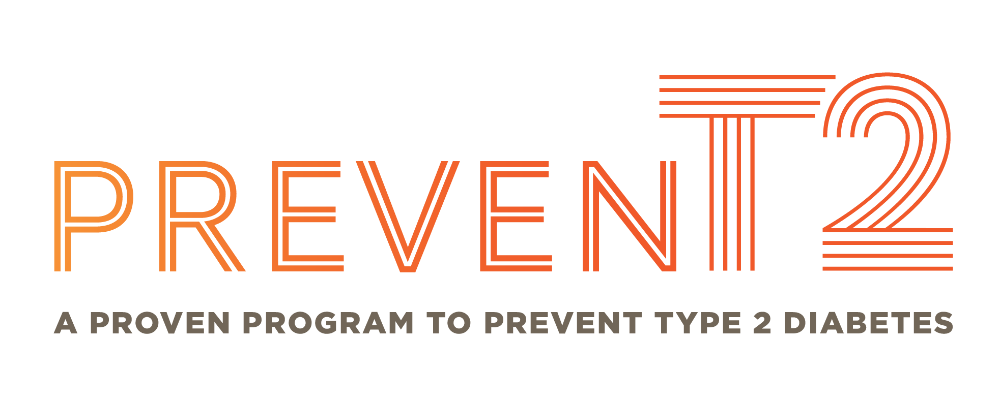 PREVENT2
A PROVEN PROGRAM TO PREVENT TYPE 2 DIABETES